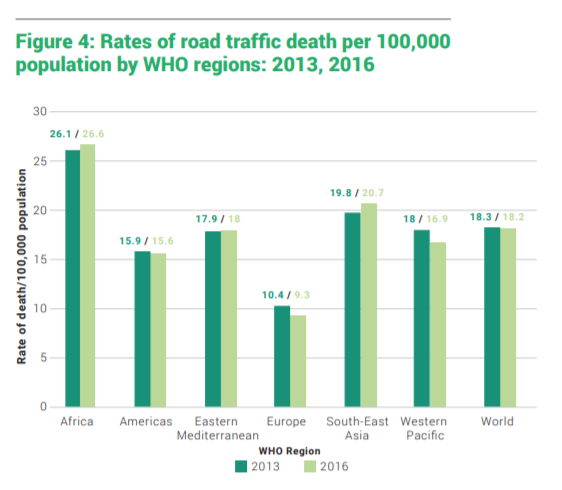 Figure 4: Rates of road traffic death per 100,000
population by WHO regions: 2013, 2016
Rate of death/100,000 population
30
25
20
15
10
5
0
26.1 / 26.6
15.9 / 15.6
17.9 / 18
10.4 / 9.3
19.8 / 20.7
18 / 16.9
18.3 / 18.2
Africa
Americas
Eastern
Mediterranean
Europe
South-East
Asia
Western
Pacific
World
WHO Region
2013
2016